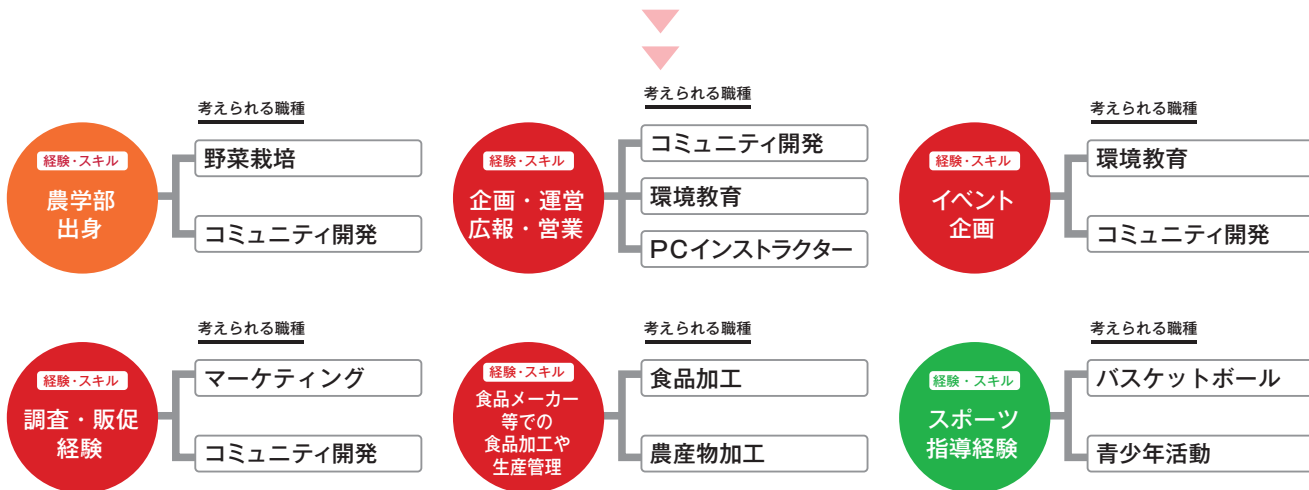 考えられる職種
経験・スキル
農学部
出身
野菜栽培
コミュニティ開発
考えられる職種
経験・スキル
企画・運営
広報・営業
コミュニティ開発
環境教育
PCインストラクター
考えられる職種
経験・スキル
イベント
企画
環境教育
コミュニティ開発
考えられる職種
経験・スキル
調査・販促
経験
マーケティング
コミュニティ開発
考えられる職種
経験・スキル
食品メーカー
等での
食品加工や
生産管理
食品加工
農産物加工
考えられる職種
経験・スキル
スポーツ
指導経験
バスケットボール
青少年活動